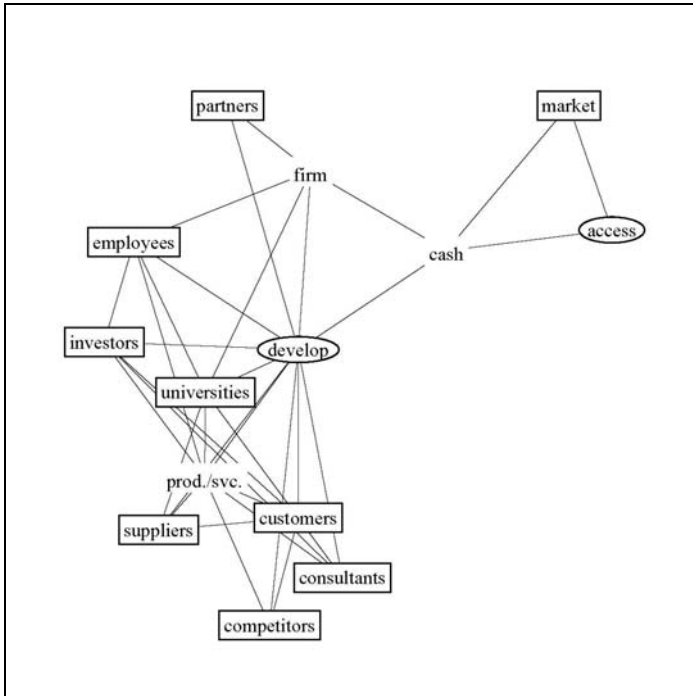 partners
market
firm
access
employees
cash
investors
develop
universities
prod./svc.
customers
suppliers
consultants
competitors